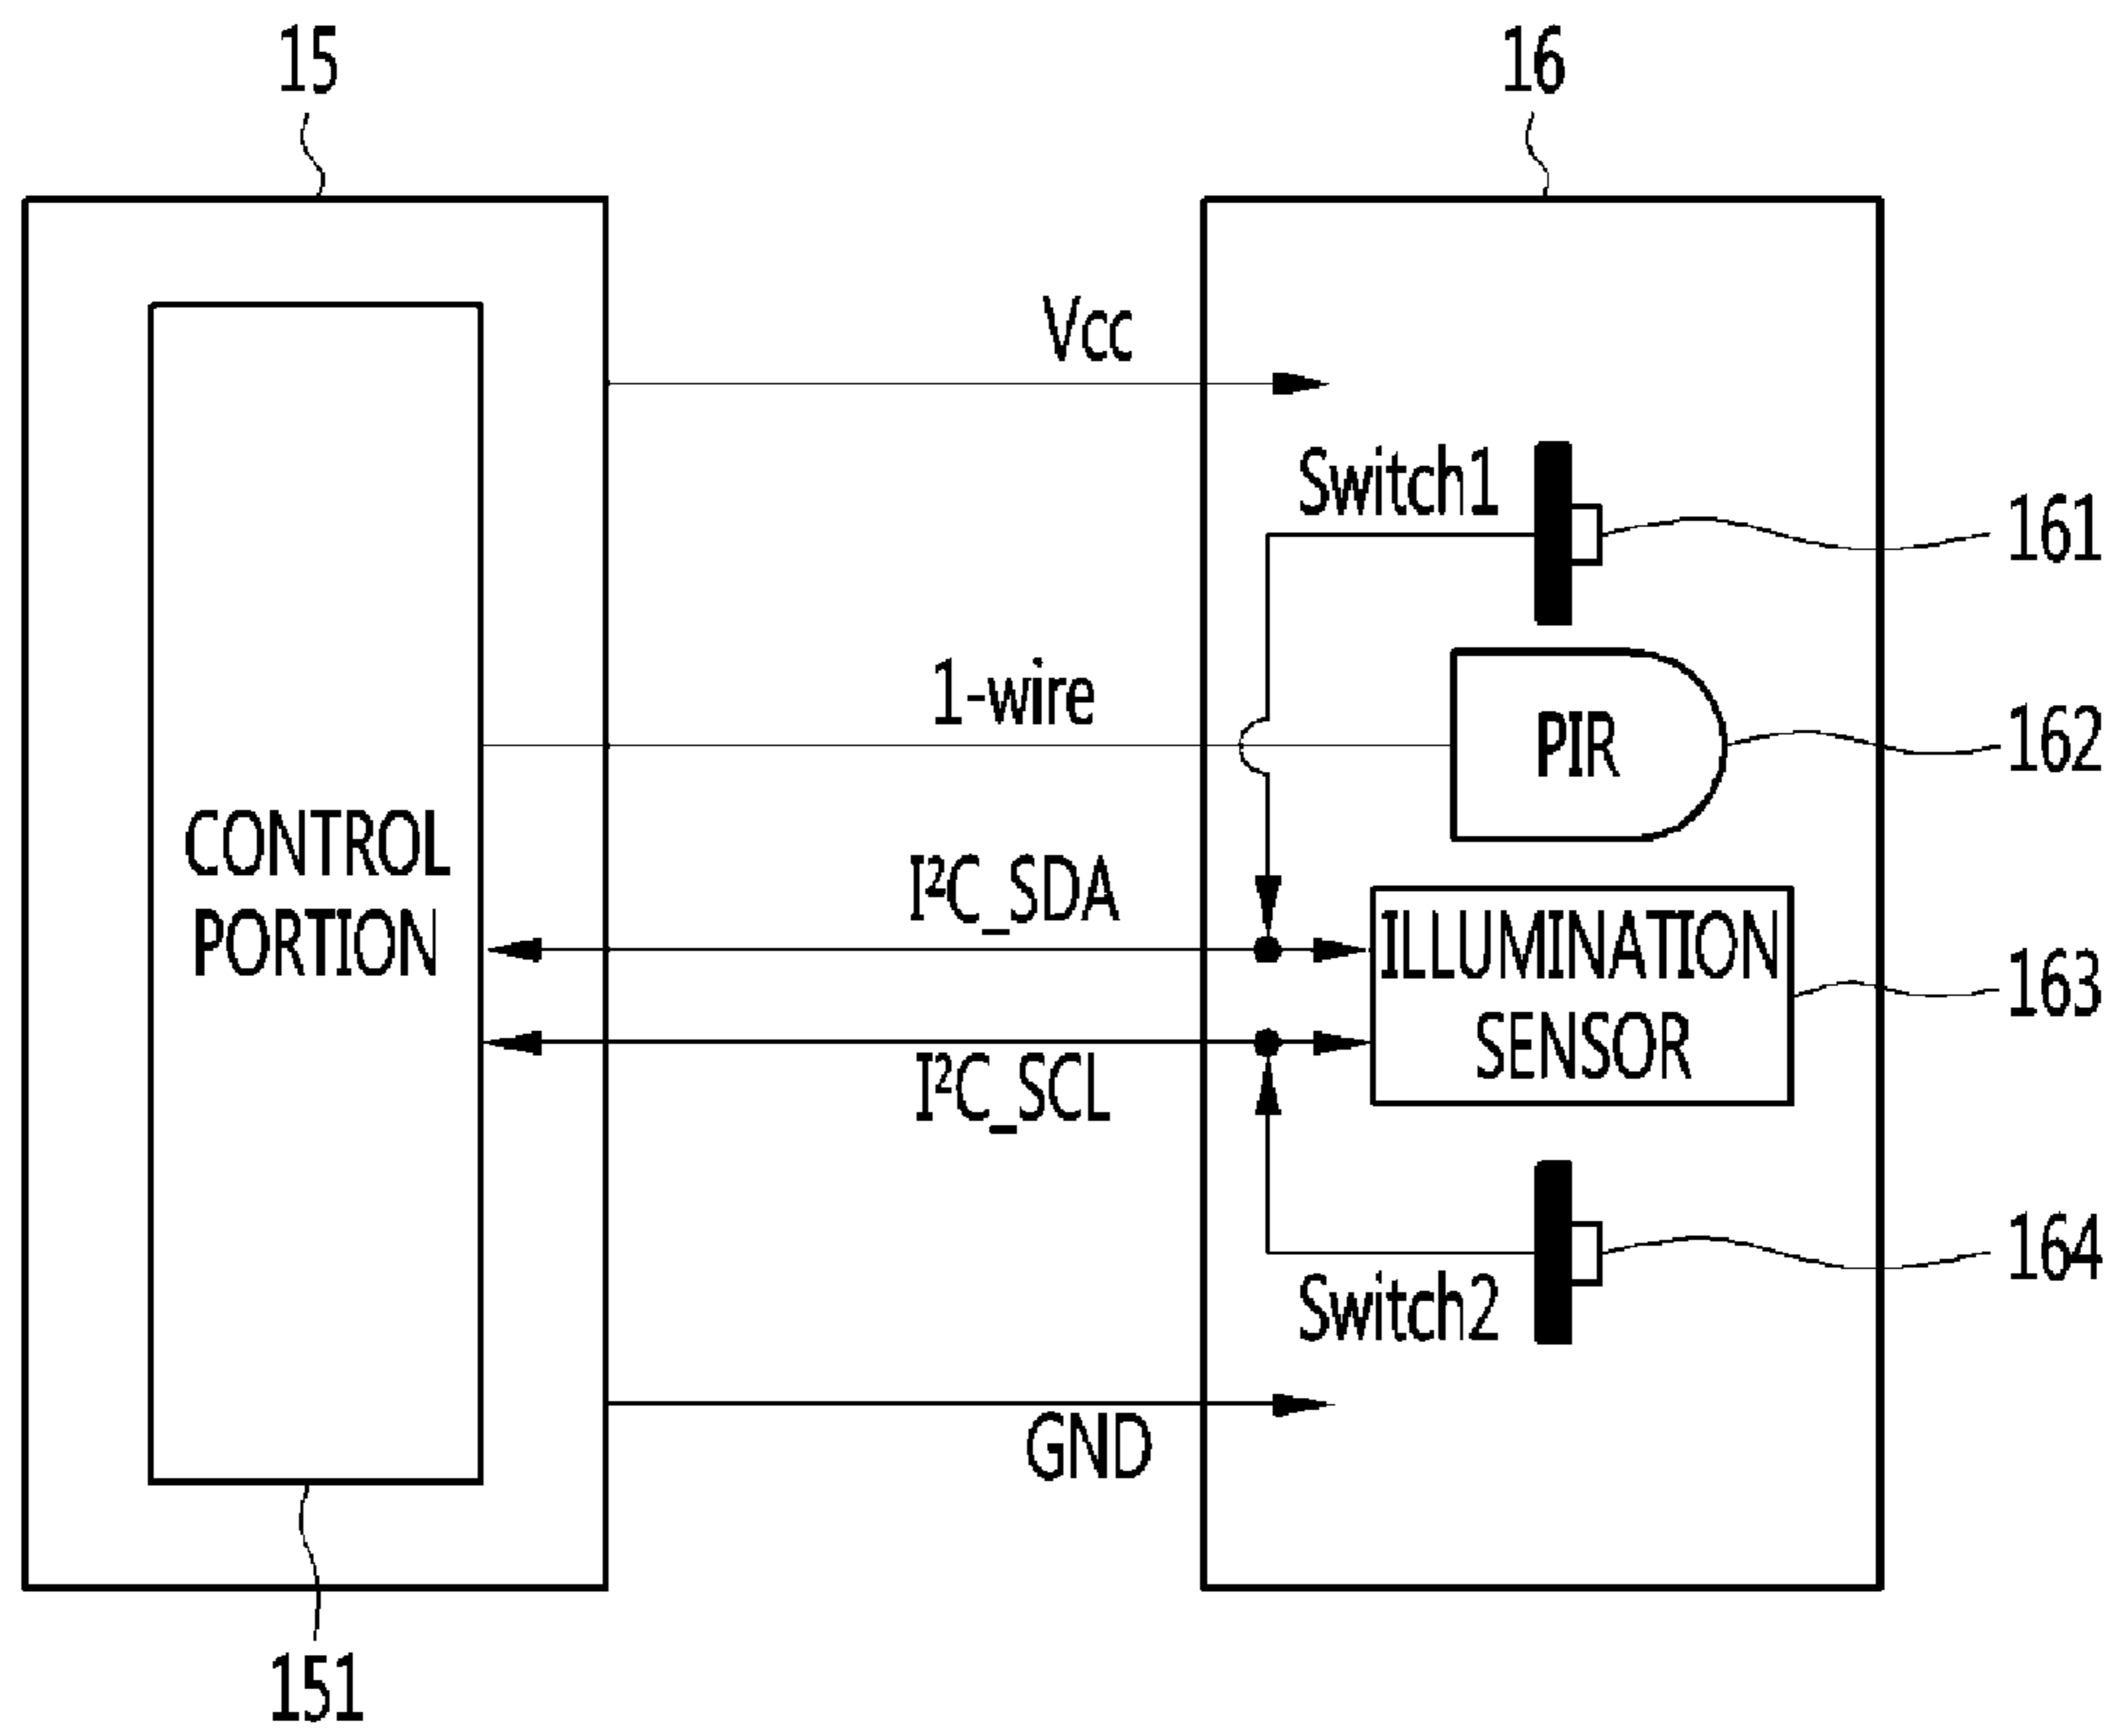 15
16
Vcc
Switch1
161
1-wire
PIR
162
CONTROL
PORTION
I²C_SDA
ILLUMINATION
SENSOR
163
I²C_SCL
164
Switch2
GND
151